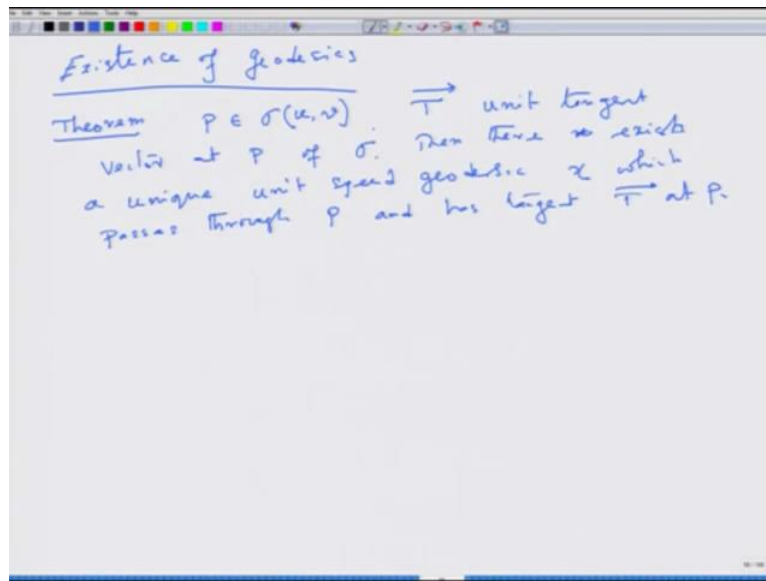 Existence of geodesics
Theorem P ∈ σ(u,v) T⃗ unit tangent
vector at P of σ. Then there exists
a unique unit speed geodesic x which
passes through P and has tangent T⃗ at P.